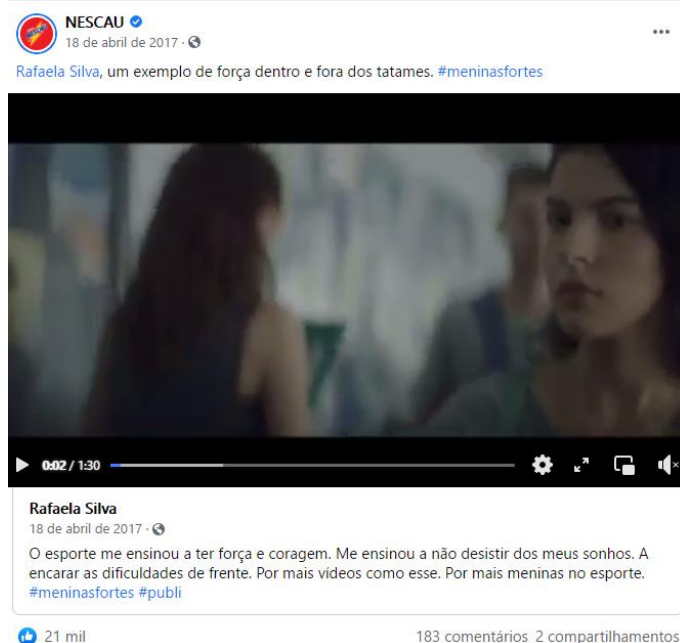 NESCAU
18 de abril de 2017 ·
Rafaela Silva, um exemplo de força dentro e fora dos tatames. #meninasfortes
0:02 / 1:30
Rafaela Silva
18 de abril de 2017 ·
O esporte me ensinou a ter força e coragem. Me ensinou a não desistir dos meus sonhos. A
encarar as dificuldades de frente. Por mais vídeos como esse. Por mais meninas no esporte.
#meninasfortes #publi
21 mil
183 comentários 2 compartilhamentos